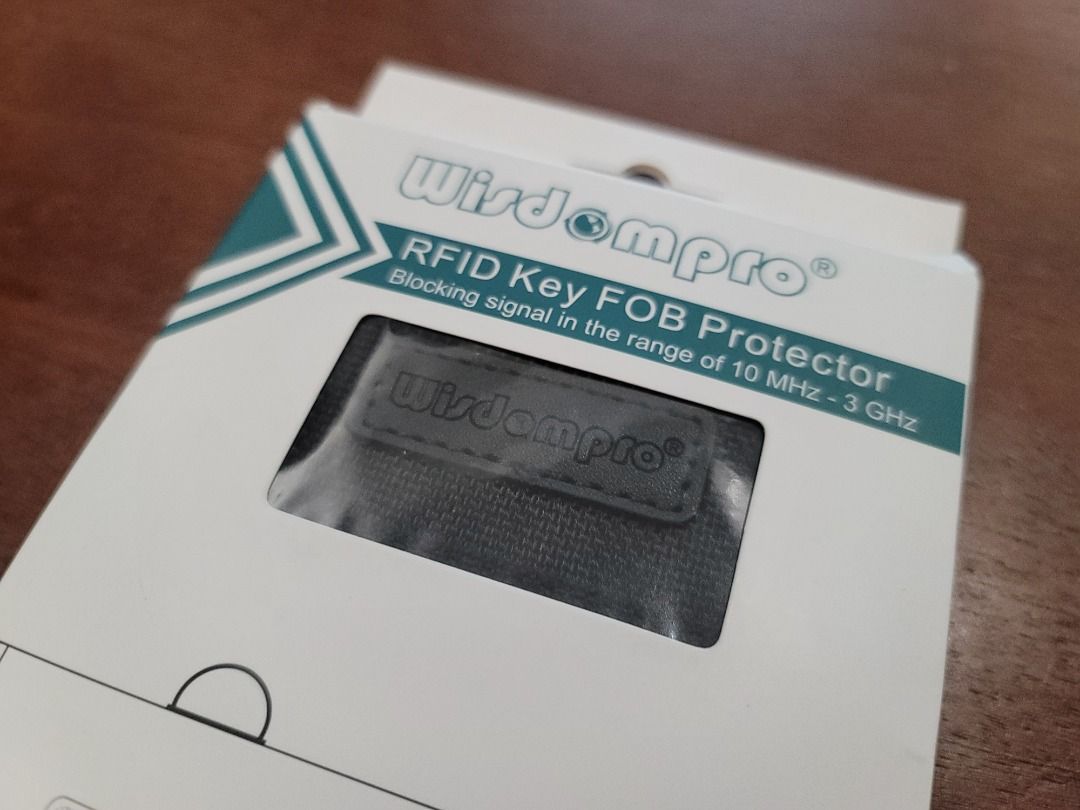 Wisdompro®
RFID Key FOB Protector
Blocking signal in the range of 10 MHz - 3 GHz
Wisdompro®